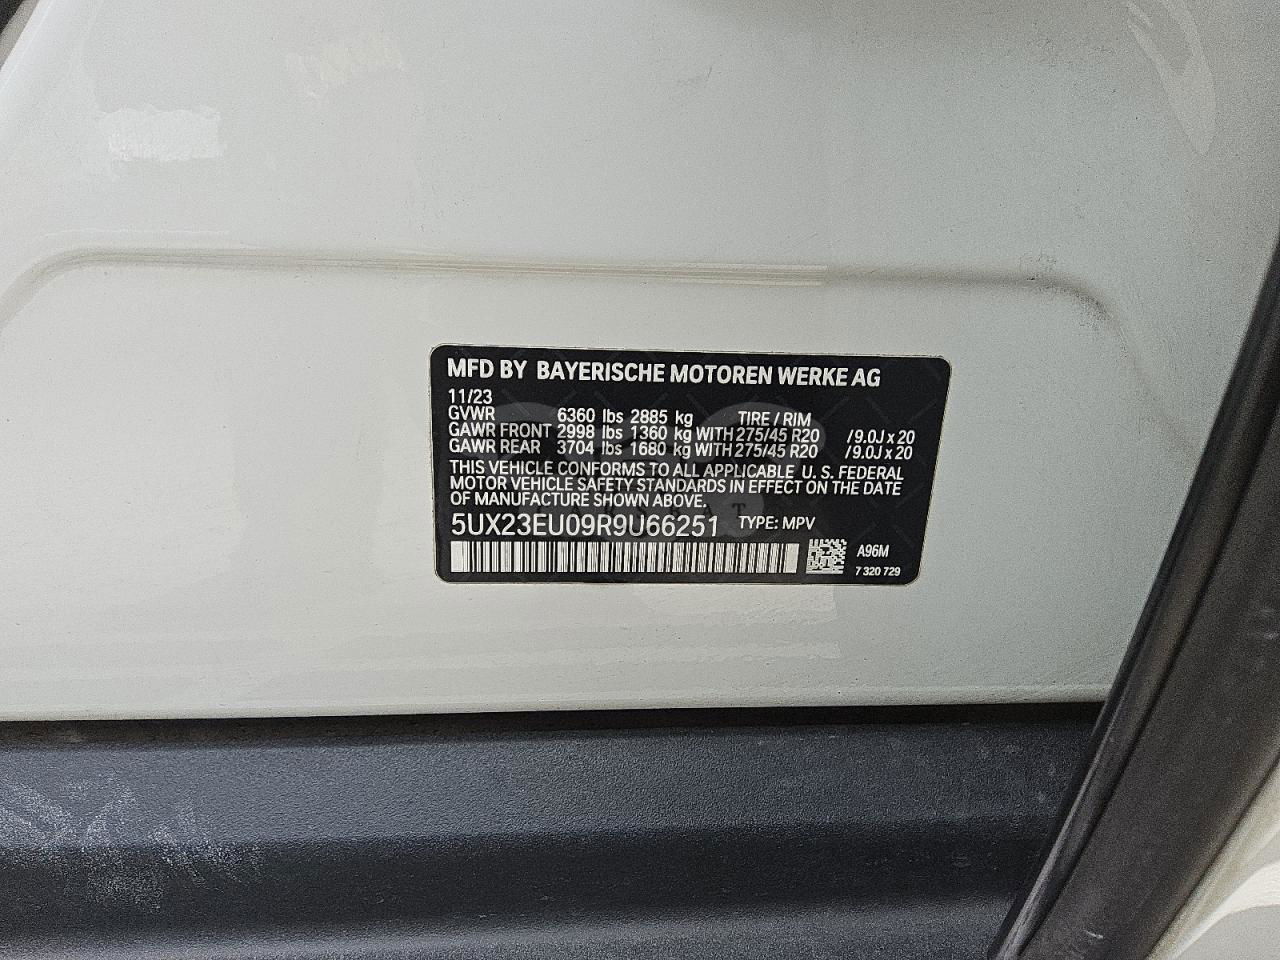 MFD BY BAYERISCHE MOTOREN WERKE AG
11/23
GVWR 6360 lbs 2885 kg TIRE / RIM
GAWR FRONT 2998 lbs 1360 kg WITH 275/45 R20 / 9.0J x 20
GAWR REAR 3704 lbs 1680 kg WITH 275/45 R20 / 9.0J x 20
THIS VEHICLE CONFORMS TO ALL APPLICABLE U. S. FEDERAL
MOTOR VEHICLE SAFETY STANDARDS IN EFFECT ON THE DATE
OF MANUFACTURE SHOWN ABOVE.
5UX23EU09R9U66251 TYPE: MPV
A96M
7 320 729